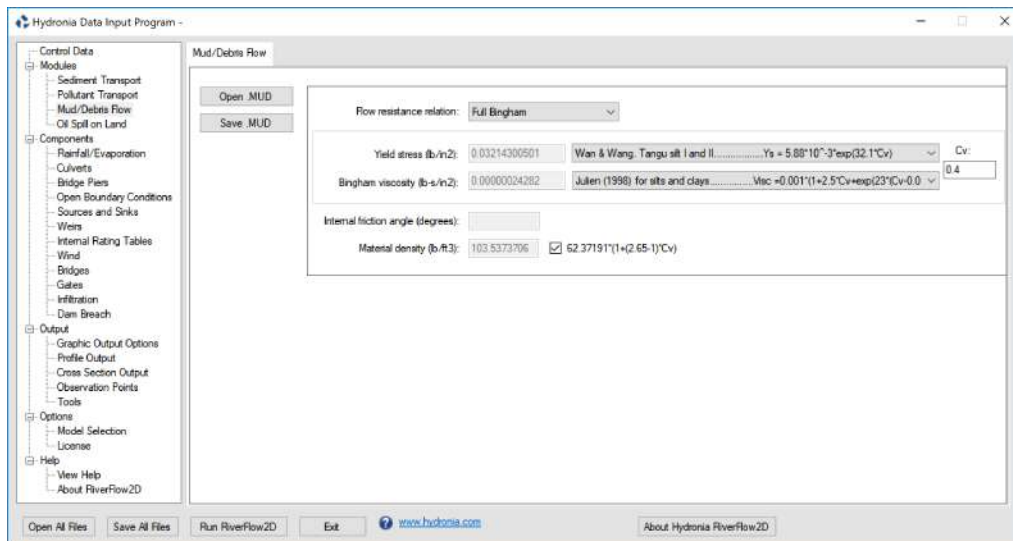 Hydronia Data Input Program -
Control Data
Modules
Sediment Transport
Pollutant Transport
Mud/Debris Flow
Oil Spill on Land
Components
Rainfall/Evaporation
Culverts
Bridge Piers
Open Boundary Conditions
Sources and Sinks
Weirs
Internal Rating Tables
Wind
Bridges
Gates
Infiltration
Dam Breach
Output
Graphic Output Options
Profile Output
Cross Section Output
Observation Points
Tools
Options
Model Selection
License
Help
View Help
About RiverFlow2D
Mud/Debris Flow
Open .MUD
Save .MUD
Flow resistance relation: Full Bingham
Yield stress (lb/in2): 0.03214300501 Wan & Wang. Tangu silt I and II.................Ys = 5.88*10^-3*exp(32.1*Cv) Cv:
0.4
Bingham viscosity (lb-s/in2): 0.00000024282 Julien (1998) for silts and clays..............Visc =0.001*(1+2.5*Cv+exp(23*(Cv-0.0
Internal friction angle (degrees):
Material density (lb/ft3): 103.5373706 62.37191*(1+(2.65-1)*Cv)
Open All Files Save All Files Run RiverFlow2D Exit www.hydronia.com About Hydronia RiverFlow2D